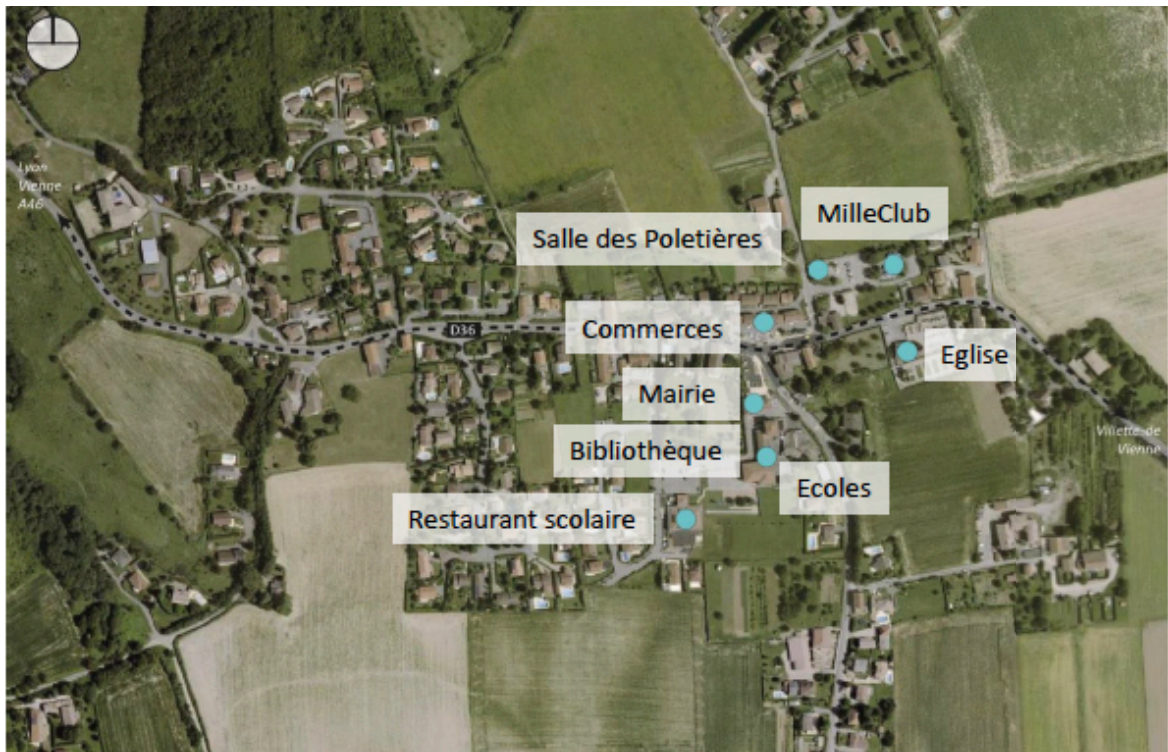 Lyon
Vienne
A46
MilleClub
Salle des Poletières
D36
Commerces
Eglise
Mairie
Villette de
Vienne
Bibliothèque
Ecoles
Restaurant scolaire